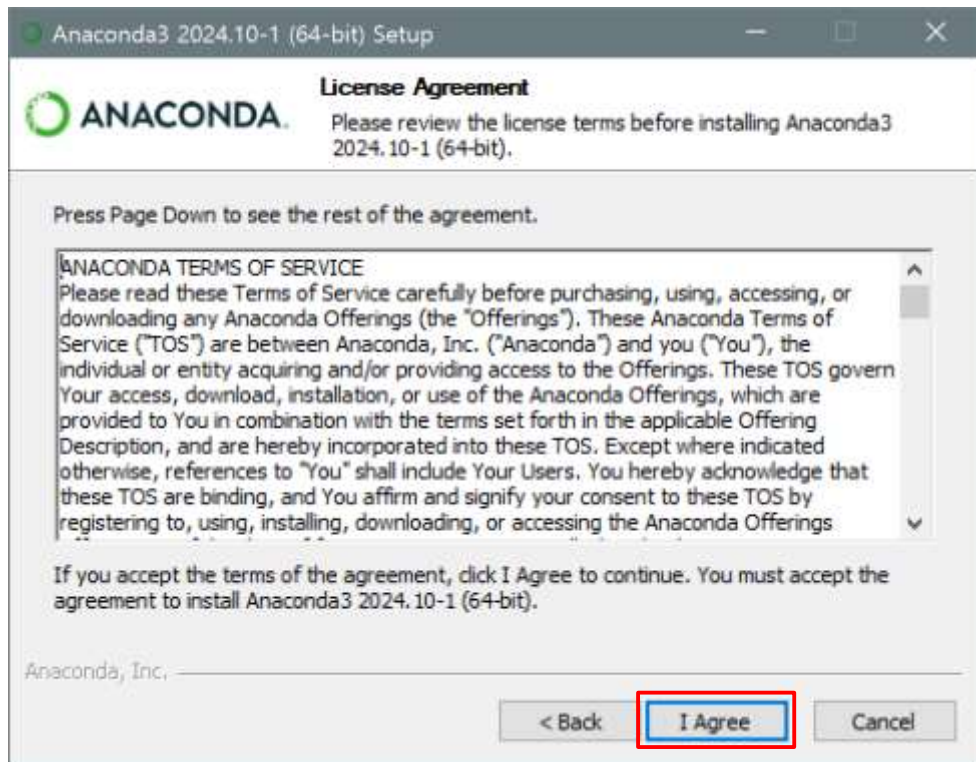 Anaconda3 2024.10-1 (64-bit) Setup
ANACONDA.
License Agreement
Please review the license terms before installing Anaconda3
2024.10-1 (64-bit).
Press Page Down to see the rest of the agreement.
ANACONDA TERMS OF SERVICE
Please read these Terms of Service carefully before purchasing, using, accessing, or
downloading any Anaconda Offerings (the "Offerings"). These Anaconda Terms of
Service ("TOS") are between Anaconda, Inc. ("Anaconda") and you ("You"), the
individual or entity acquiring and/or providing access to the Offerings. These TOS govern
Your access, download, installation, or use of the Anaconda Offerings, which are
provided to You in combination with the terms set forth in the applicable Offering
Description, and are hereby incorporated into these TOS. Except where indicated
otherwise, references to "You" shall include Your Users. You hereby acknowledge that
these TOS are binding, and You affirm and signify your consent to these TOS by
registering to, using, installing, downloading, or accessing the Anaconda Offerings
If you accept the terms of the agreement, click I Agree to continue. You must accept the
agreement to install Anaconda3 2024.10-1 (64-bit).
Anaconda, Inc.
< Back
I Agree
Cancel